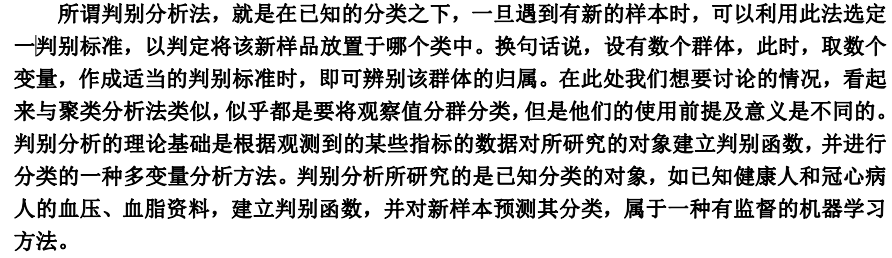 所谓判别分析法，就是在已知的分类之下，一旦遇到有新的样本时，可以利用此法选定
一判别标准，以判定将该新样品放置于哪个类中。换句话说，设有数个群体，此时，取数个
变量，作成适当的判别标准时，即可辨别该群体的归属。在此处我们想要讨论的情况，看起
来与聚类分析法类似，似乎都是要将观察值分群分类，但是他们的使用前提及意义是不同的。
判别分析的理论基础是根据观测到的某些指标的数据对所研究的对象建立判别函数，并进行
分类的一种多变量分析方法。判别分析所研究的是已知分类的对象，如已知健康人和冠心病
人的血压、血脂资料，建立判别函数，并对新样本预测其分类，属于一种有监督的机器学习
方法。